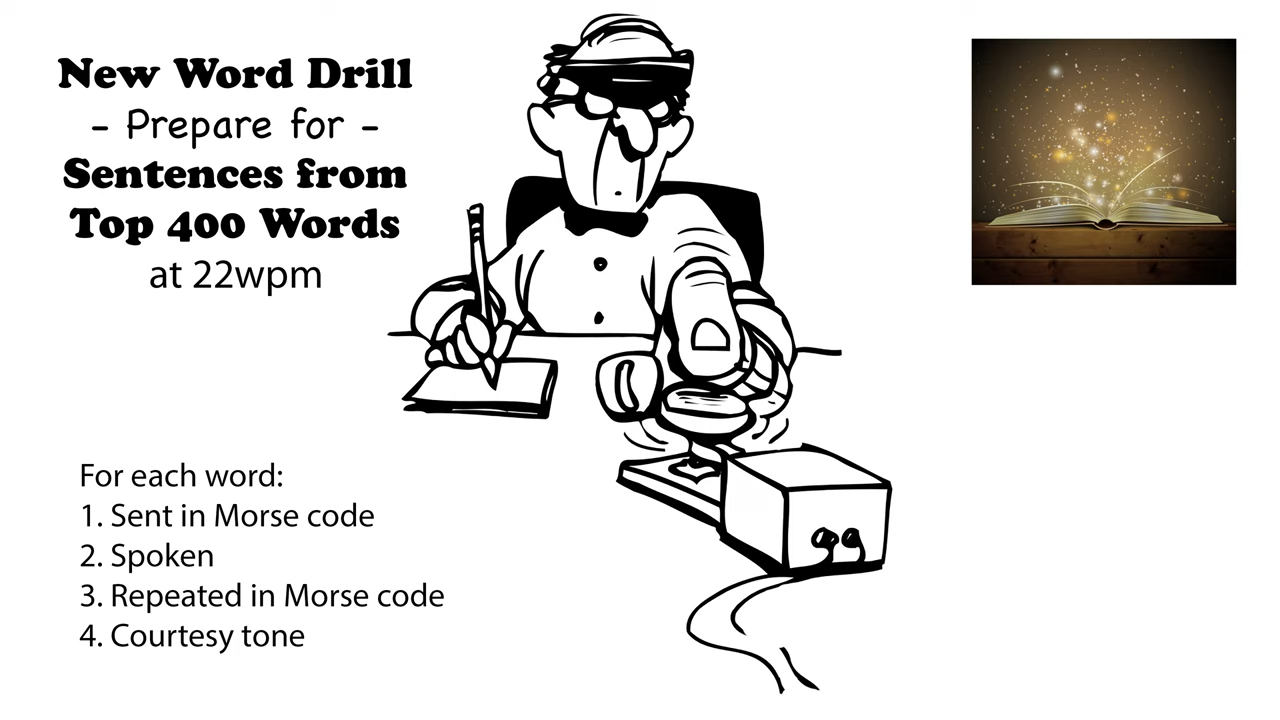 New Word Drill
- Prepare for -
Sentences from
Top 400 Words
at 22wpm
For each word:
1. Sent in Morse code
2. Spoken
3. Repeated in Morse code
4. Courtesy tone